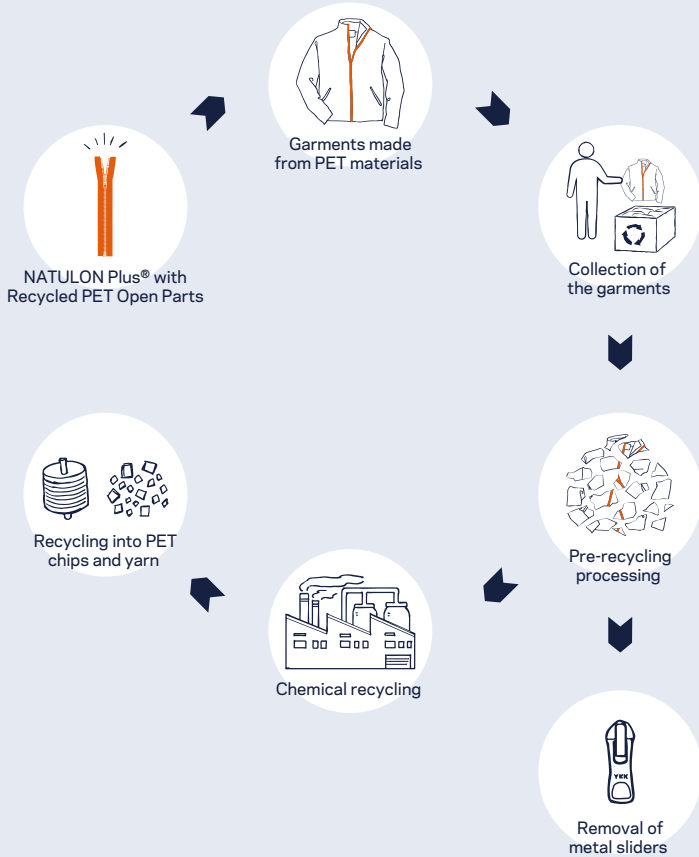 Garments made
from PET materials
NATULON Plus® with
Recycled PET Open Parts
Collection of
the garments
Recycling into PET
chips and yarn
Pre-recycling
processing
Chemical recycling
YKK
Removal of
metal sliders